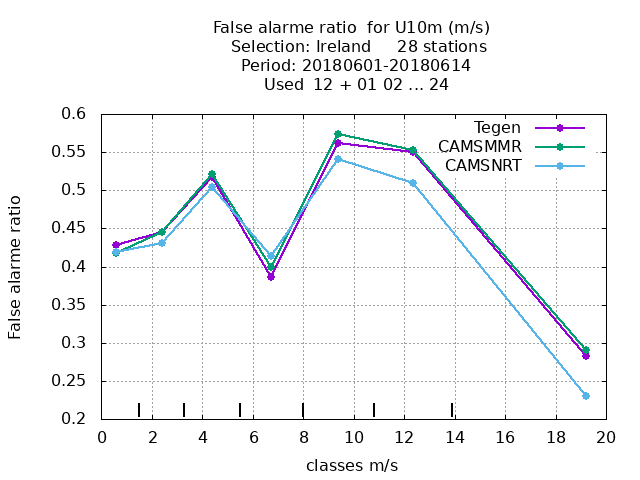 False alarme ratio  for U10m (m/s)
Selection: Ireland     28 stations
Period: 20180601-20180614
Used  12 + 01 02 ... 24
Tegen
CAMSMMR
CAMSNRT
False alarme ratio
0.6
0.55
0.5
0.45
0.4
0.35
0.3
0.25
0.2
0 2 4 6 8 10 12 14 16 18 20
classes m/s